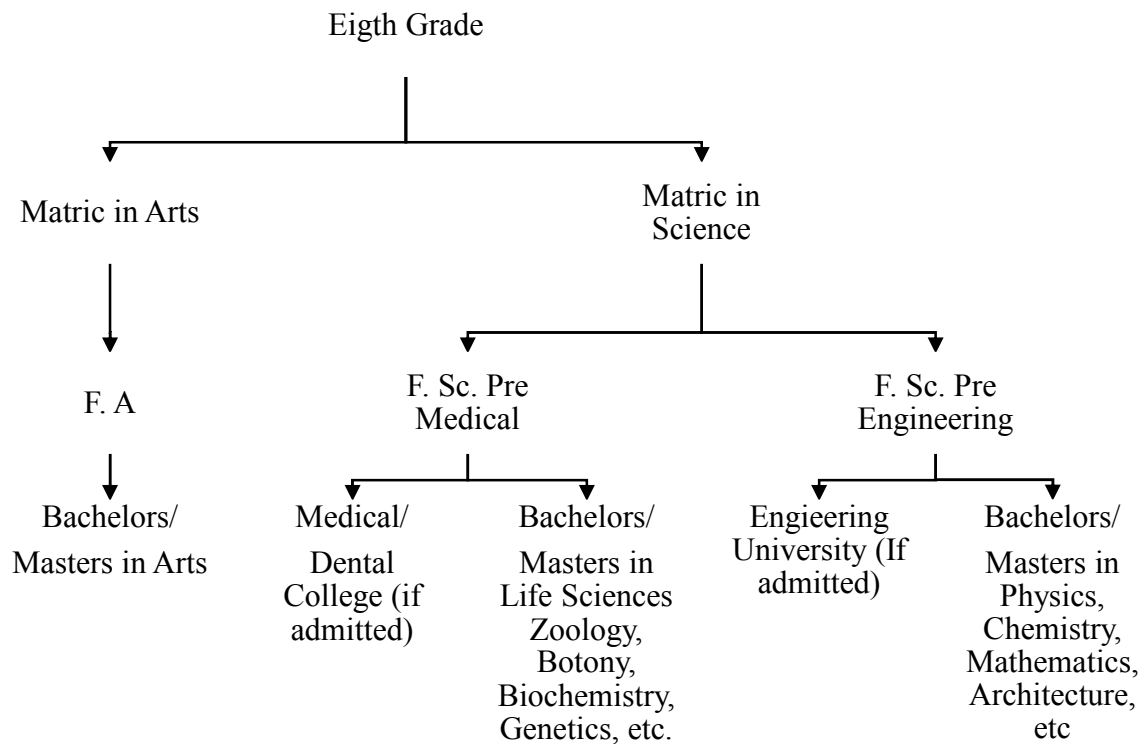 Eigth Grade
Matric in Arts
Matric in
Science
F. A
F. Sc. Pre
Medical
F. Sc. Pre
Engineering
Bachelors/
Masters in Arts
Medical/
Dental
College (if
admitted)
Bachelors/
Masters in
Life Sciences
Zoology,
Botony,
Biochemistry,
Genetics, etc.
Engieering
University (If
admitted)
Bachelors/
Masters in
Physics,
Chemistry,
Mathematics,
Architecture,
etc